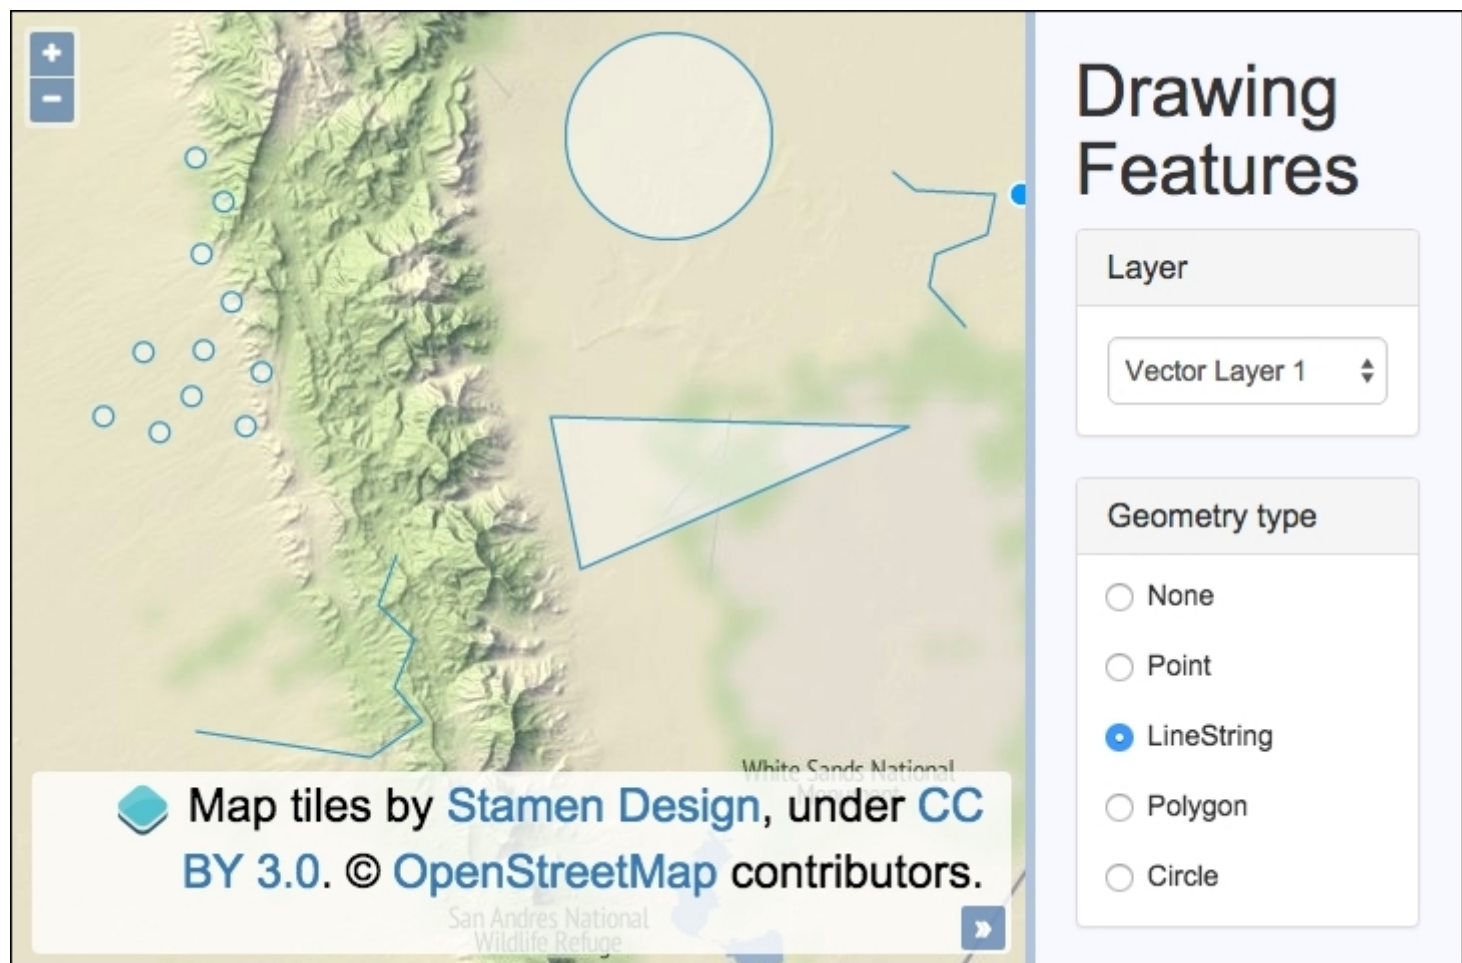 +
−
Drawing
Features
Layer
Vector Layer 1
Geometry type
None
Point
LineString
Polygon
Circle
White Sands National
Monument
Map tiles by Stamen Design, under CC
BY 3.0. © OpenStreetMap contributors.
San Andres National
Wildlife Refuge
»